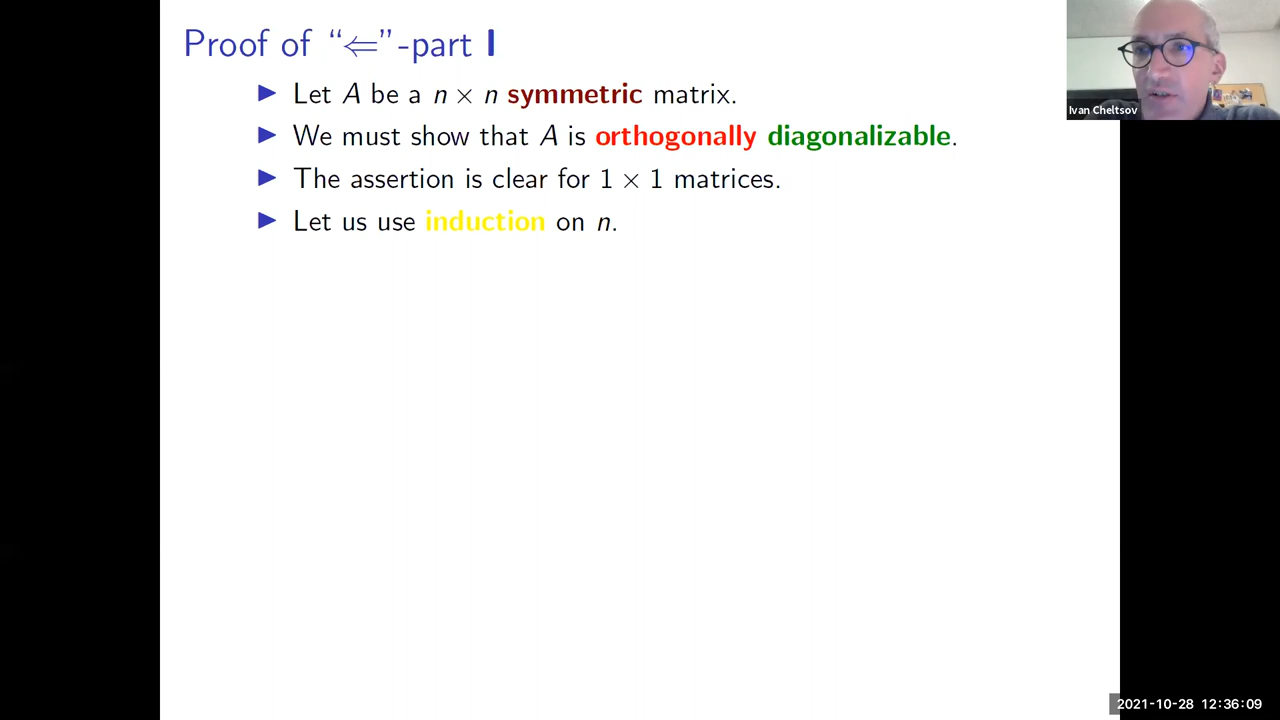 Proof of “⇐”-part I
▶ Let A be a n × n symmetric matrix.
▶ We must show that A is orthogonally diagonalizable.
▶ The assertion is clear for 1 × 1 matrices.
▶ Let us use induction on n.
Ivan Cheltsov
2021-10-28 12:36:09